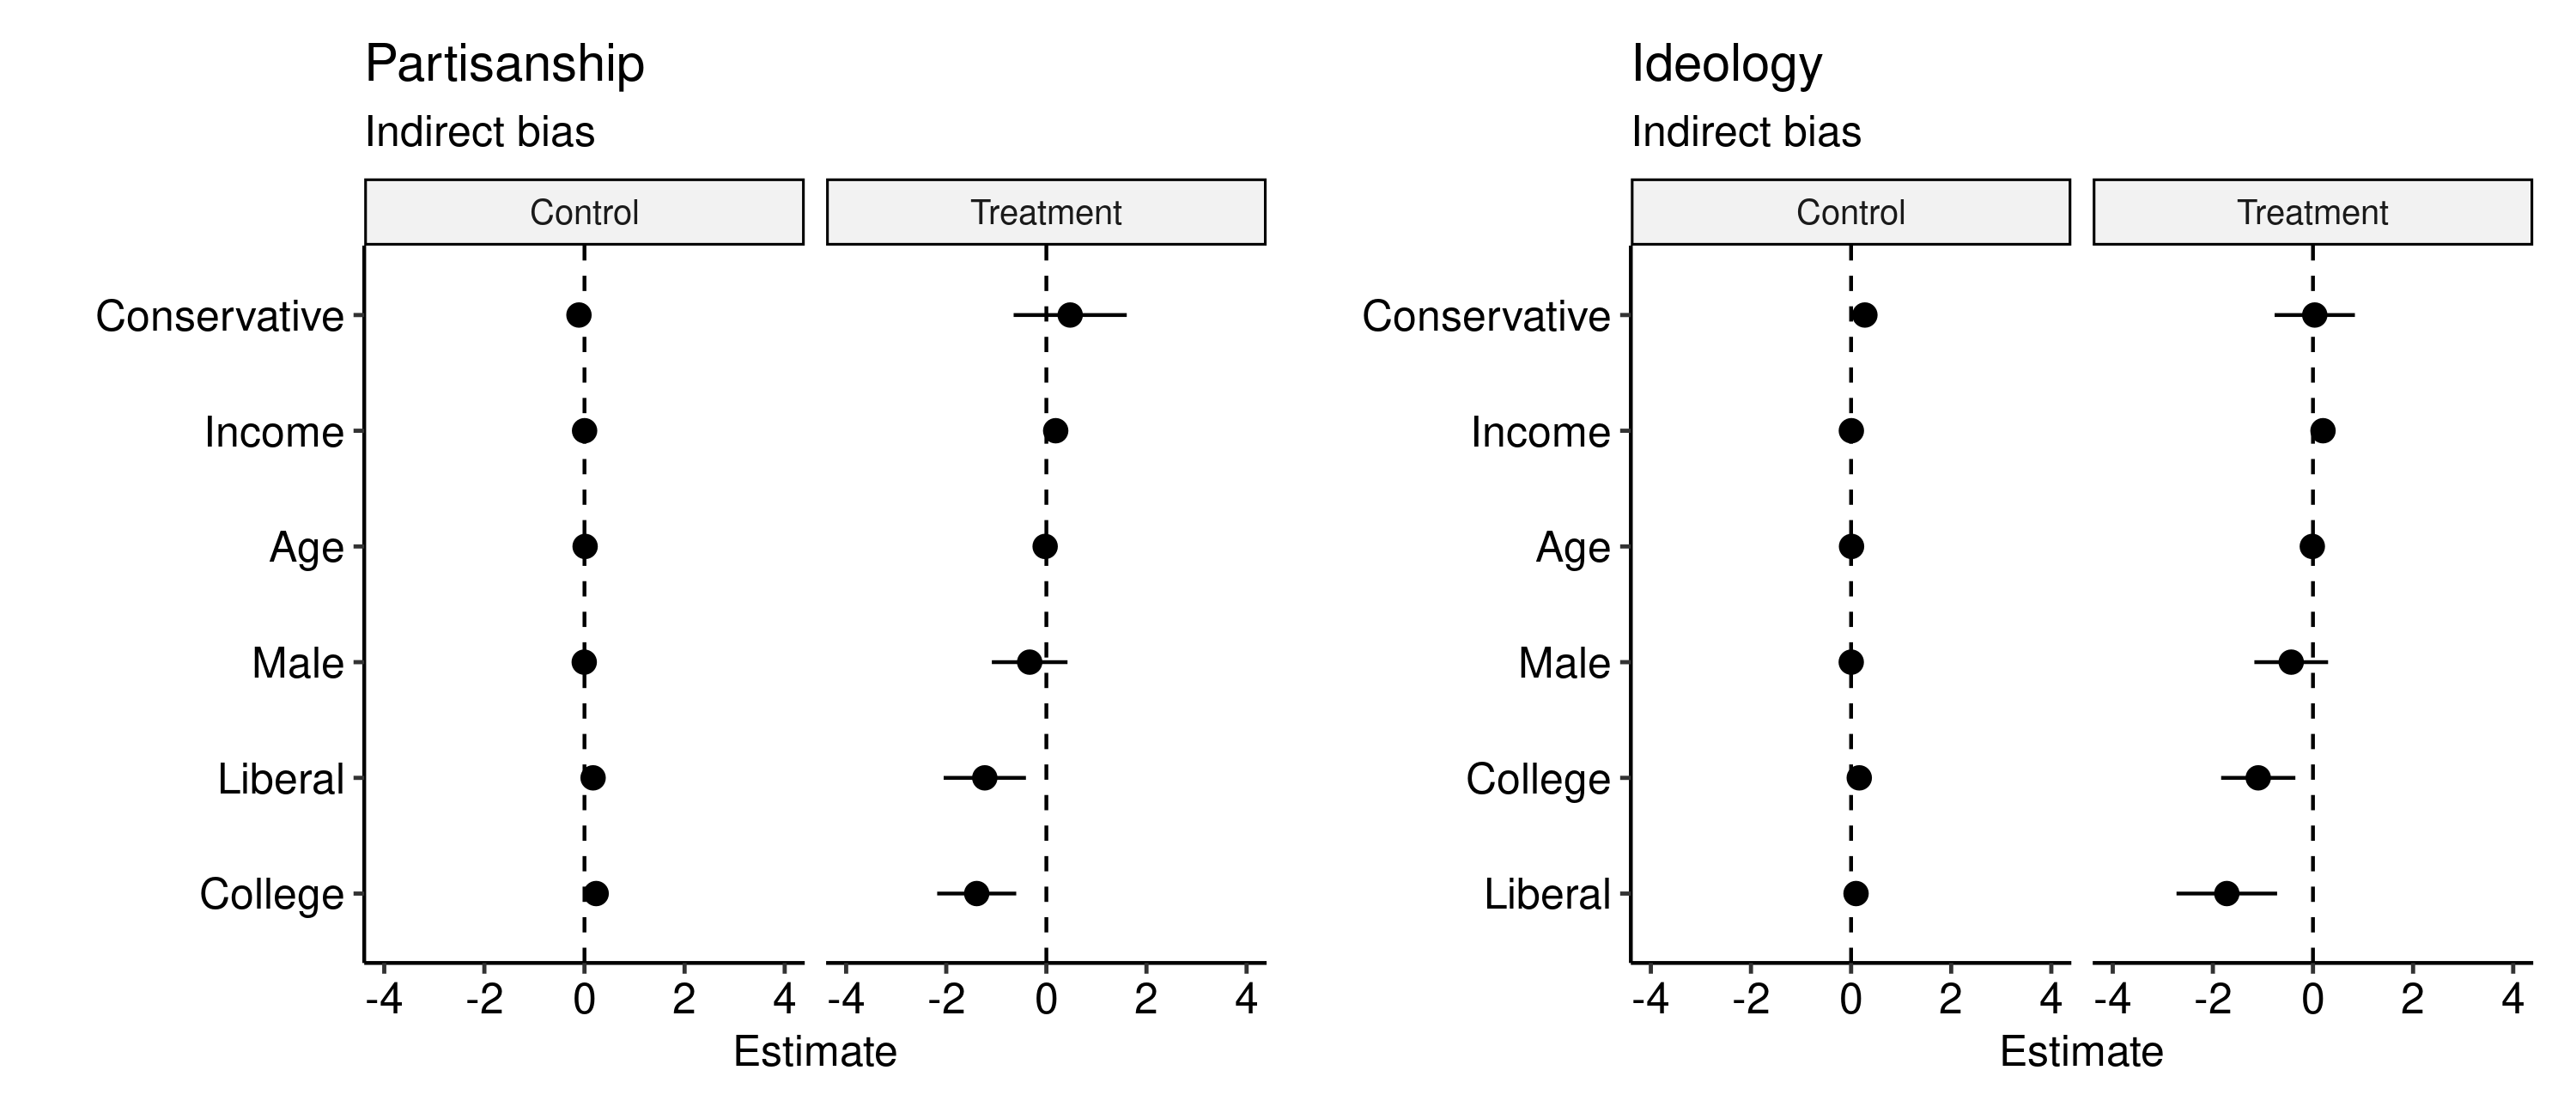 Partisanship
Indirect bias
Control
Treatment
Conservative
Income
Age
Male
Liberal
College
-4 -2 0 2 4
-4 -2 0 2 4
Estimate
Ideology
Indirect bias
Control
Treatment
Conservative
Income
Age
Male
College
Liberal
-4 -2 0 2 4
-4 -2 0 2 4
Estimate